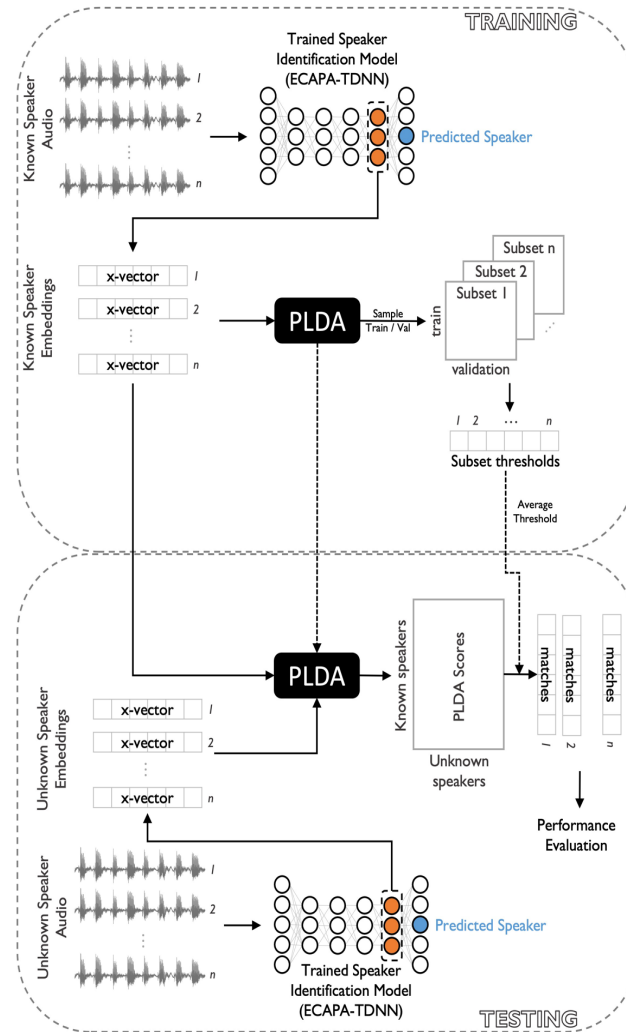 TRAINING
Trained Speaker
Identification Model
(ECAPA-TDNN)
Known Speaker
Audio
1
2
⋮
n
Predicted Speaker
Known Speaker
Embeddings
x-vector 1
x-vector 2
⋮
x-vector n
PLDA
Sample
Train / Val
Subset n
Subset 2
Subset 1
train
validation
1 2 ... n
Subset thresholds
Average
Threshold
PLDA
Known speakers
PLDA Scores
Unknown
speakers
matches
matches
matches
1
2
n
Performance
Evaluation
Unknown Speaker
Embeddings
x-vector 1
x-vector 2
⋮
x-vector n
Unknown Speaker
Audio
1
2
⋮
n
Predicted Speaker
Trained Speaker
Identification Model
(ECAPA-TDNN)
TESTING